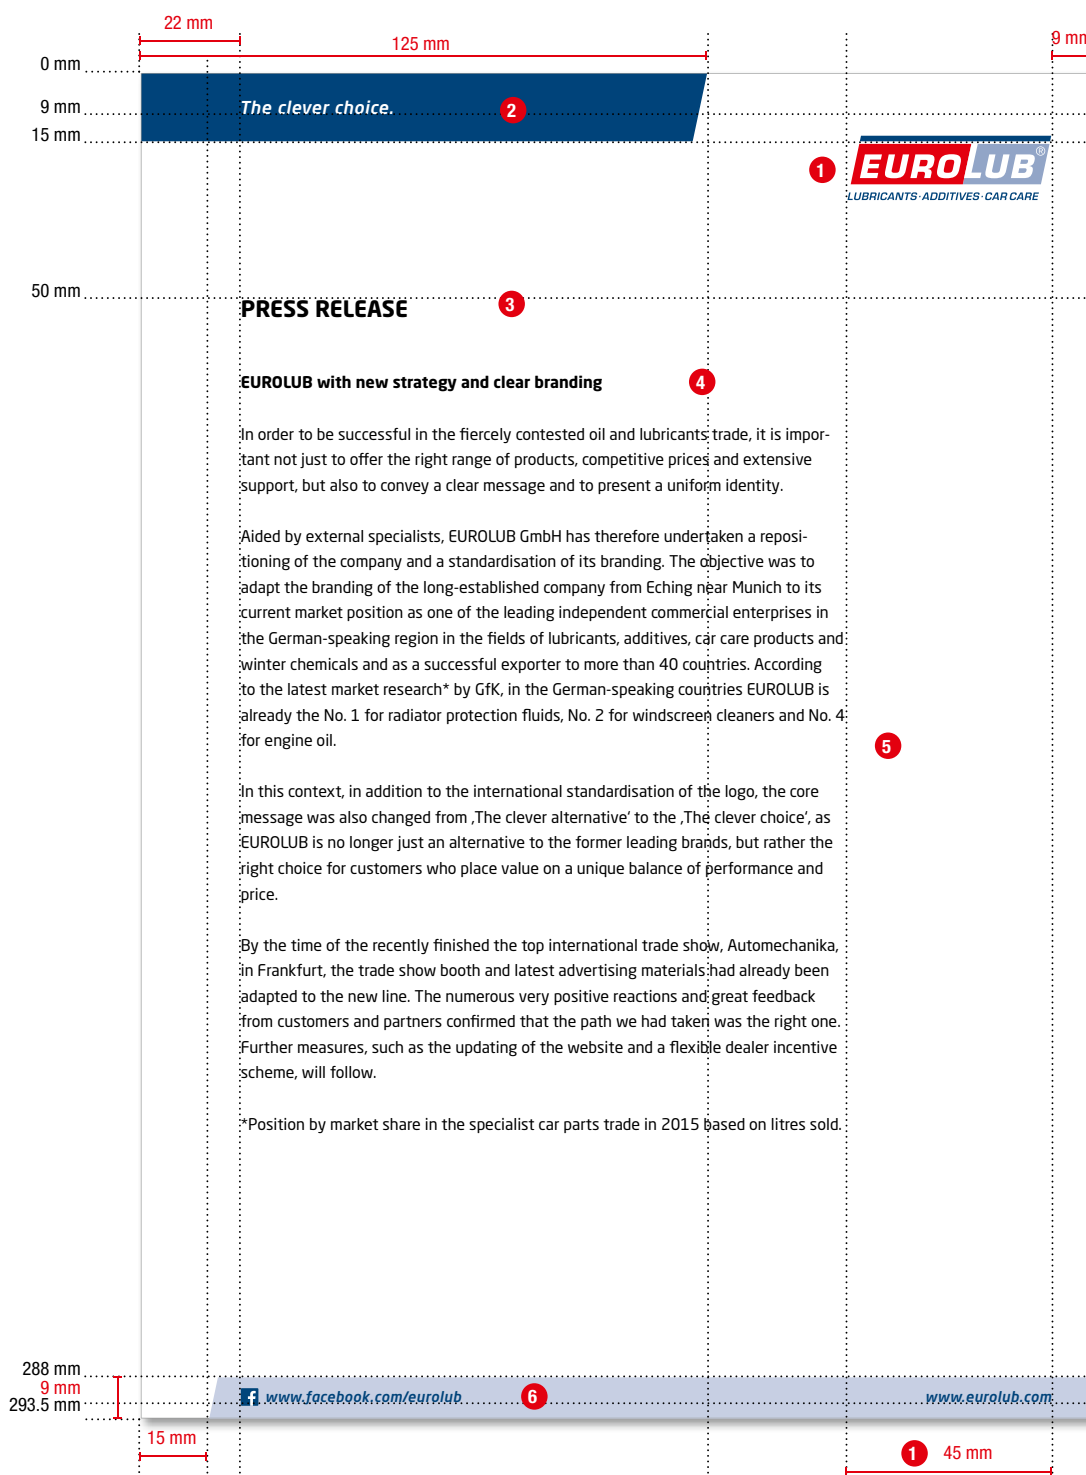 22 mm
125 mm
9 mm
0 mm
9 mm
The clever choice.
2
15 mm
1
EUROLUB®
LUBRICANTS·ADDITIVES·CAR CARE
50 mm
PRESS RELEASE
3
EUROLUB with new strategy and clear branding
4
In order to be successful in the fiercely contested oil and lubricants trade, it is impor-
tant not just to offer the right range of products, competitive prices and extensive
support, but also to convey a clear message and to present a uniform identity.
Aided by external specialists, EUROLUB GmbH has therefore undertaken a reposi-
tioning of the company and a standardisation of its branding. The objective was to
adapt the branding of the long-established company from Eching near Munich to its
current market position as one of the leading independent commercial enterprises in
the German-speaking region in the fields of lubricants, additives, car care products and
winter chemicals and as a successful exporter to more than 40 countries. According
to the latest market research* by GfK, in the German-speaking countries EUROLUB is
already the No. 1 for radiator protection fluids, No. 2 for windscreen cleaners and No. 4
for engine oil.
5
In this context, in addition to the international standardisation of the logo, the core
message was also changed from ‚The clever alternative‘ to the ‚The clever choice‘, as
EUROLUB is no longer just an alternative to the former leading brands, but rather the
right choice for customers who place value on a unique balance of performance and
price.
By the time of the recently finished the top international trade show, Automechanika,
in Frankfurt, the trade show booth and latest advertising materials had already been
adapted to the new line. The numerous very positive reactions and great feedback
from customers and partners confirmed that the path we had taken was the right one.
Further measures, such as the updating of the website and a flexible dealer incentive
scheme, will follow.
*Position by market share in the specialist car parts trade in 2015 based on litres sold.
288 mm
9 mm
293.5 mm
www.facebook.com/eurolub
6
www.eurolub.com
15 mm
1
45 mm